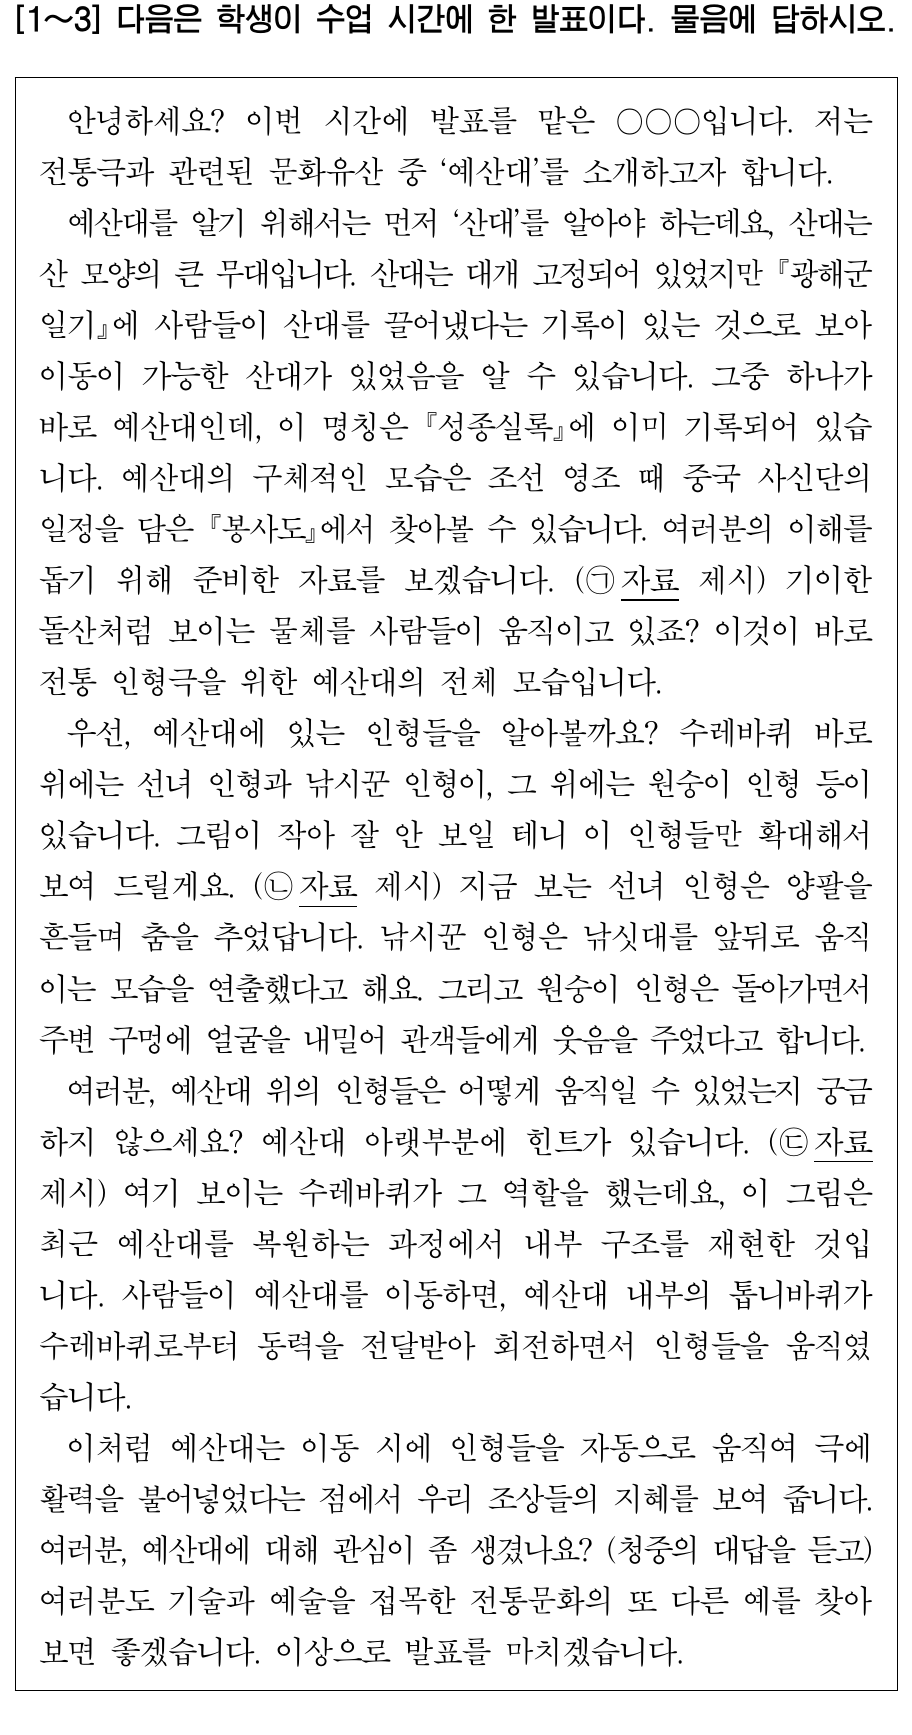 [1～3] 다음은 학생이 수업 시간에 한 발표이다. 물음에 답하시오.
안녕하세요? 이번 시간에 발표를 맡은 ○○○입니다. 저는
전통극과 관련된 문화유산 중 ‘예산대’를 소개하고자 합니다.
예산대를 알기 위해서는 먼저 ‘산대’를 알아야 하는데요, 산대는
산 모양의 큰 무대입니다. 산대는 대개 고정되어 있었지만 『광해군
일기』에 사람들이 산대를 끌어냈다는 기록이 있는 것으로 보아
이동이 가능한 산대가 있었음을 알 수 있습니다. 그중 하나가
바로 예산대인데, 이 명칭은 『성종실록』에 이미 기록되어 있습
니다. 예산대의 구체적인 모습은 조선 영조 때 중국 사신단의
일정을 담은 『봉사도』에서 찾아볼 수 있습니다. 여러분의 이해를
돕기 위해 준비한 자료를 보겠습니다. (㉠자료 제시) 기이한
돌산처럼 보이는 물체를 사람들이 움직이고 있죠? 이것이 바로
전통 인형극을 위한 예산대의 전체 모습입니다.
우선, 예산대에 있는 인형들을 알아볼까요? 수레바퀴 바로
위에는 선녀 인형과 낚시꾼 인형이, 그 위에는 원숭이 인형 등이
있습니다. 그림이 작아 잘 안 보일 테니 이 인형들만 확대해서
보여 드릴게요. (㉡자료 제시) 지금 보는 선녀 인형은 양팔을
흔들며 춤을 추었답니다. 낚시꾼 인형은 낚싯대를 앞뒤로 움직
이는 모습을 연출했다고 해요. 그리고 원숭이 인형은 돌아가면서
주변 구멍에 얼굴을 내밀어 관객들에게 웃음을 주었다고 합니다.
여러분, 예산대 위의 인형들은 어떻게 움직일 수 있었는지 궁금
하지 않으세요? 예산대 아랫부분에 힌트가 있습니다. (㉢자료
제시) 여기 보이는 수레바퀴가 그 역할을 했는데요, 이 그림은
최근 예산대를 복원하는 과정에서 내부 구조를 재현한 것입
니다. 사람들이 예산대를 이동하면, 예산대 내부의 톱니바퀴가
수레바퀴로부터 동력을 전달받아 회전하면서 인형들을 움직였
습니다.
이처럼 예산대는 이동 시에 인형들을 자동으로 움직여 극에
활력을 불어넣었다는 점에서 우리 조상들의 지혜를 보여 줍니다.
여러분, 예산대에 대해 관심이 좀 생겼나요? (청중의 대답을 듣고)
여러분도 기술과 예술을 접목한 전통문화의 또 다른 예를 찾아
보면 좋겠습니다. 이상으로 발표를 마치겠습니다.